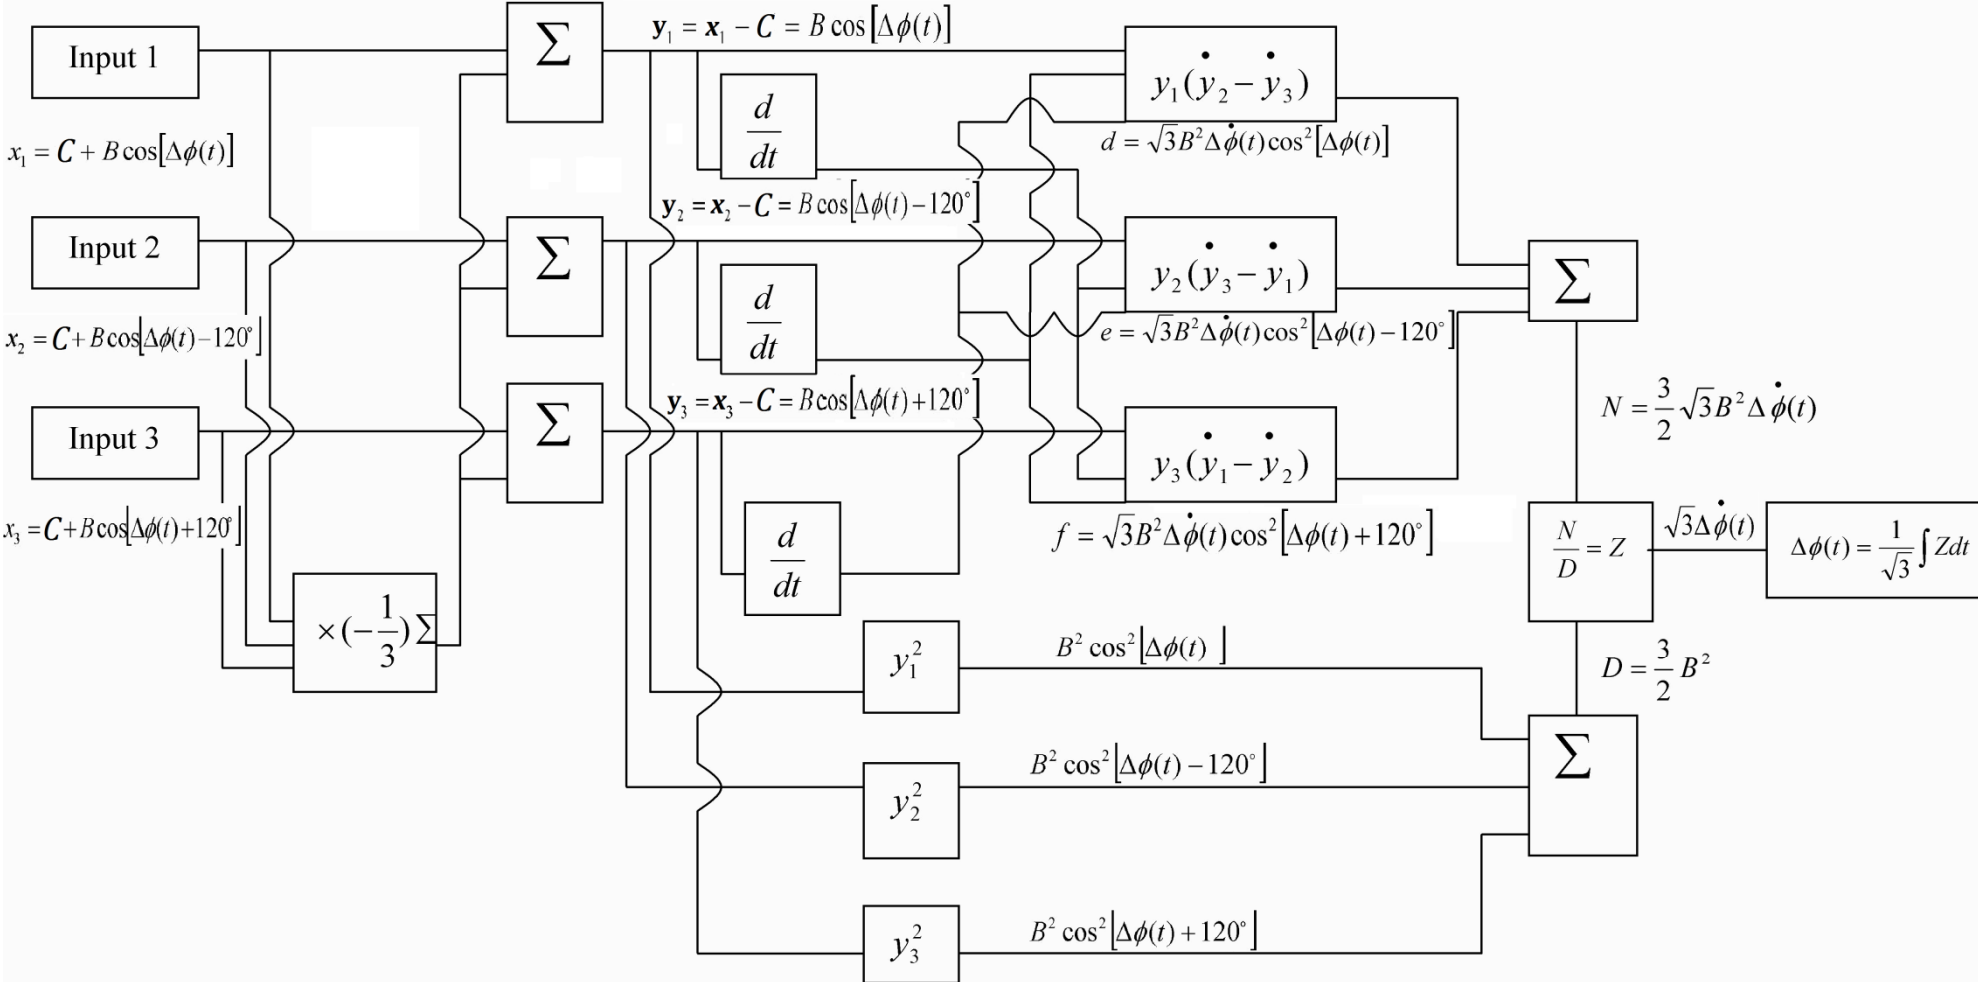 Input 1
x₁ = C + B cos[Δϕ(t)]
Input 2
x₂ = C + B cos⌊Δϕ(t) − 120°⌋
Input 3
x₃ = C + B cos⌊Δϕ(t) + 120°⌋
×(−1/3)∑
∑
∑
∑
y₁ = x₁ − C = B cos[Δϕ(t)]
d/dt
y₂ = x₂ − C = B cos[Δϕ(t) − 120°]
d/dt
y₃ = x₃ − C = B cos[Δϕ(t) + 120°]
d/dt
y₁(ẏ₂ − ẏ₃)
d = √3B²Δϕ̇(t)cos²[Δϕ(t)]
y₂(ẏ₃ − ẏ₁)
e = √3B²Δϕ̇(t)cos²[Δϕ(t) − 120°]
y₃(ẏ₁ − ẏ₂)
f = √3B²Δϕ̇(t)cos²[Δϕ(t) + 120°]
y₁²
B² cos²⌊Δϕ(t) ⌋
y₂²
B² cos²⌊Δϕ(t) − 120°⌋
y₃²
B² cos²⌊Δϕ(t) + 120°⌋
∑
N = 3/2 √3B²Δϕ̇(t)
N/D = Z
√3Δϕ̇(t)
Δϕ(t) = 1/√3 ∫Zdt
D = 3/2 B²
∑